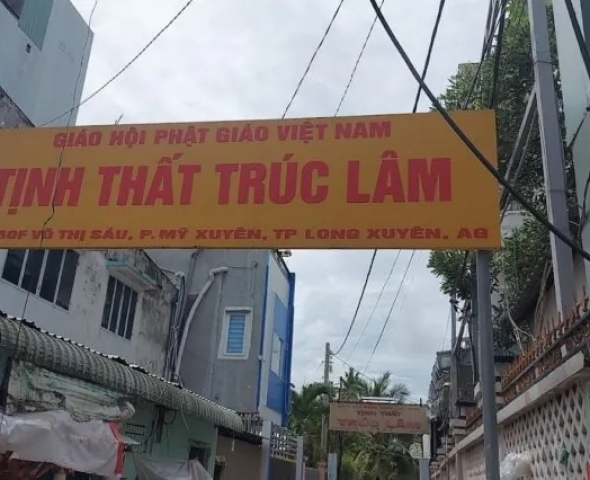 GIÁO HỘI PHẬT GIÁO VIỆT NAM
TỊNH THẤT TRÚC LÂM
VÕ THỊ SÁU, P. MỸ XUYÊN, TP LONG XUYÊN, AG
TỊNH THẤT
TRÚC LÂM